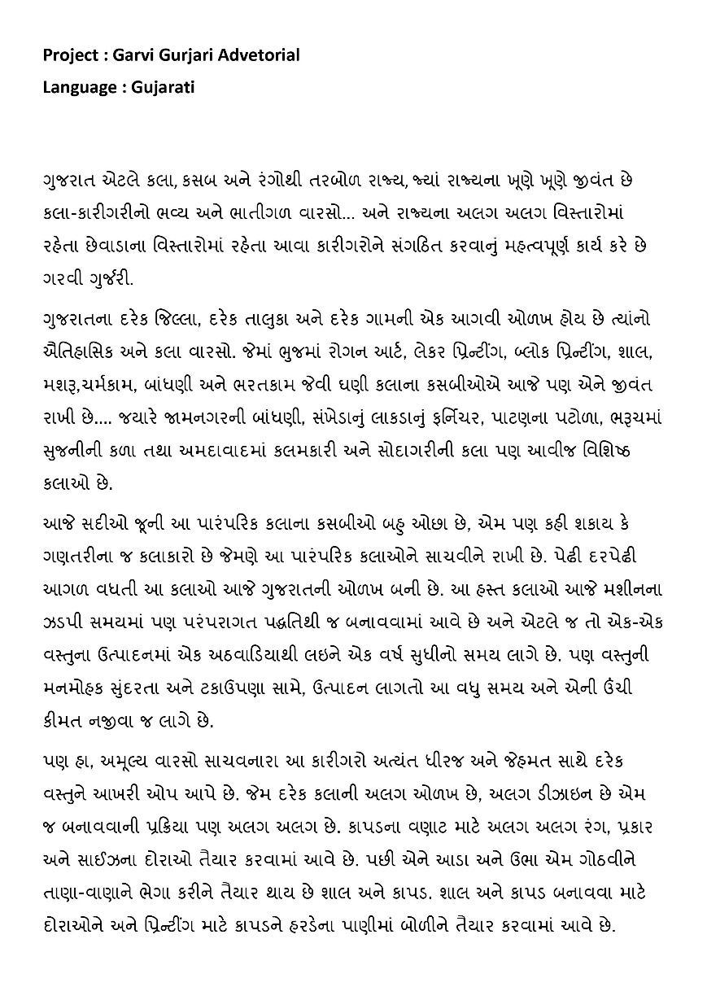 Project : Garvi Gurjari Advetorial
Language : Gujarati
ગુજરાત એટલે કલા, કસબ અને રંગોથી તરબોળ રાજ્ય, જ્યાં રાજ્યના ખૂણે ખૂણે જીવંત છે
કલા-કારીગરીનો ભવ્ય અને ભાતીગળ વારસો... અને રાજ્યના અલગ અલગ વિસ્તારોમાં
રહેતા છેવાડાના વિસ્તારોમાં રહેતા આવા કારીગરોને સંગઠિત કરવાનું મહત્વપૂર્ણ કાર્ય કરે છે
ગરવી ગુર્જરી.
ગુજરાતના દરેક જિલ્લા, દરેક તાલુકા અને દરેક ગામની એક આગવી ઓળખ હોય છે ત્યાંનો
ઐતિહાસિક અને કલા વારસો. જેમાં ભુજમાં રોગન આર્ટ, લેકર પ્રિન્ટીંગ, બ્લોક પ્રિન્ટીંગ, શાલ,
મશરૂ,ચર્મકામ, બાંધણી અને ભરતકામ જેવી ઘણી કલાના કસબીઓએ આજે પણ એને જીવંત
રાખી છે.... જયારે જામનગરની બાંધણી, સંખેડાનું લાકડાનું ફર્નિચર, પાટણના પટોળા, ભરૂચમાં
સુજનીની કળા તથા અમદાવાદમાં કલમકારી અને સોદાગરીની કલા પણ આવીજ વિશિષ્ઠ
કલાઓ છે.
આજે સદીઓ જૂની આ પારંપરિક કલાના કસબીઓ બહુ ઓછા છે, એમ પણ કહી શકાય કે
ગણતરીના જ કલાકારો છે જેમણે આ પારંપરિક કલાઓને સાચવીને રાખી છે. પેઢી દરપેઢી
આગળ વધતી આ કલાઓ આજે ગુજરાતની ઓળખ બની છે. આ હસ્ત કલાઓ આજે મશીનના
ઝડપી સમયમાં પણ પરંપરાગત પદ્ધતિથી જ બનાવવામાં આવે છે અને એટલે જ તો એક-એક
વસ્તુના ઉત્પાદનમાં એક અઠવાડિયાથી લઇને એક વર્ષ સુધીનો સમય લાગે છે. પણ વસ્તુની
મનમોહક સુંદરતા અને ટકાઉપણા સામે, ઉત્પાદન લાગતો આ વધુ સમય અને એની ઉંચી
કીમત નજીવા જ લાગે છે.
પણ હા, અમૂલ્ય વારસો સાચવનારા આ કારીગરો અત્યંત ધીરજ અને જેહમત સાથે દરેક
વસ્તુને આખરી ઓપ આપે છે. જેમ દરેક કલાની અલગ ઓળખ છે, અલગ ડીઝાઇન છે એમ
જ બનાવવાની પ્રક્રિયા પણ અલગ અલગ છે. કાપડના વણાટ માટે અલગ અલગ રંગ, પ્રકાર
અને સાઈઝના દોરાઓ તૈયાર કરવામાં આવે છે. પછી એને આડા અને ઉભા એમ ગોઠવીને
તાણા-વાણાને ભેગા કરીને તૈયાર થાય છે શાલ અને કાપડ. શાલ અને કાપડ બનાવવા માટે
દોરાઓને અને પ્રિન્ટીંગ માટે કાપડને હરડેના પાણીમાં બોળીને તૈયાર કરવામાં આવે છે.